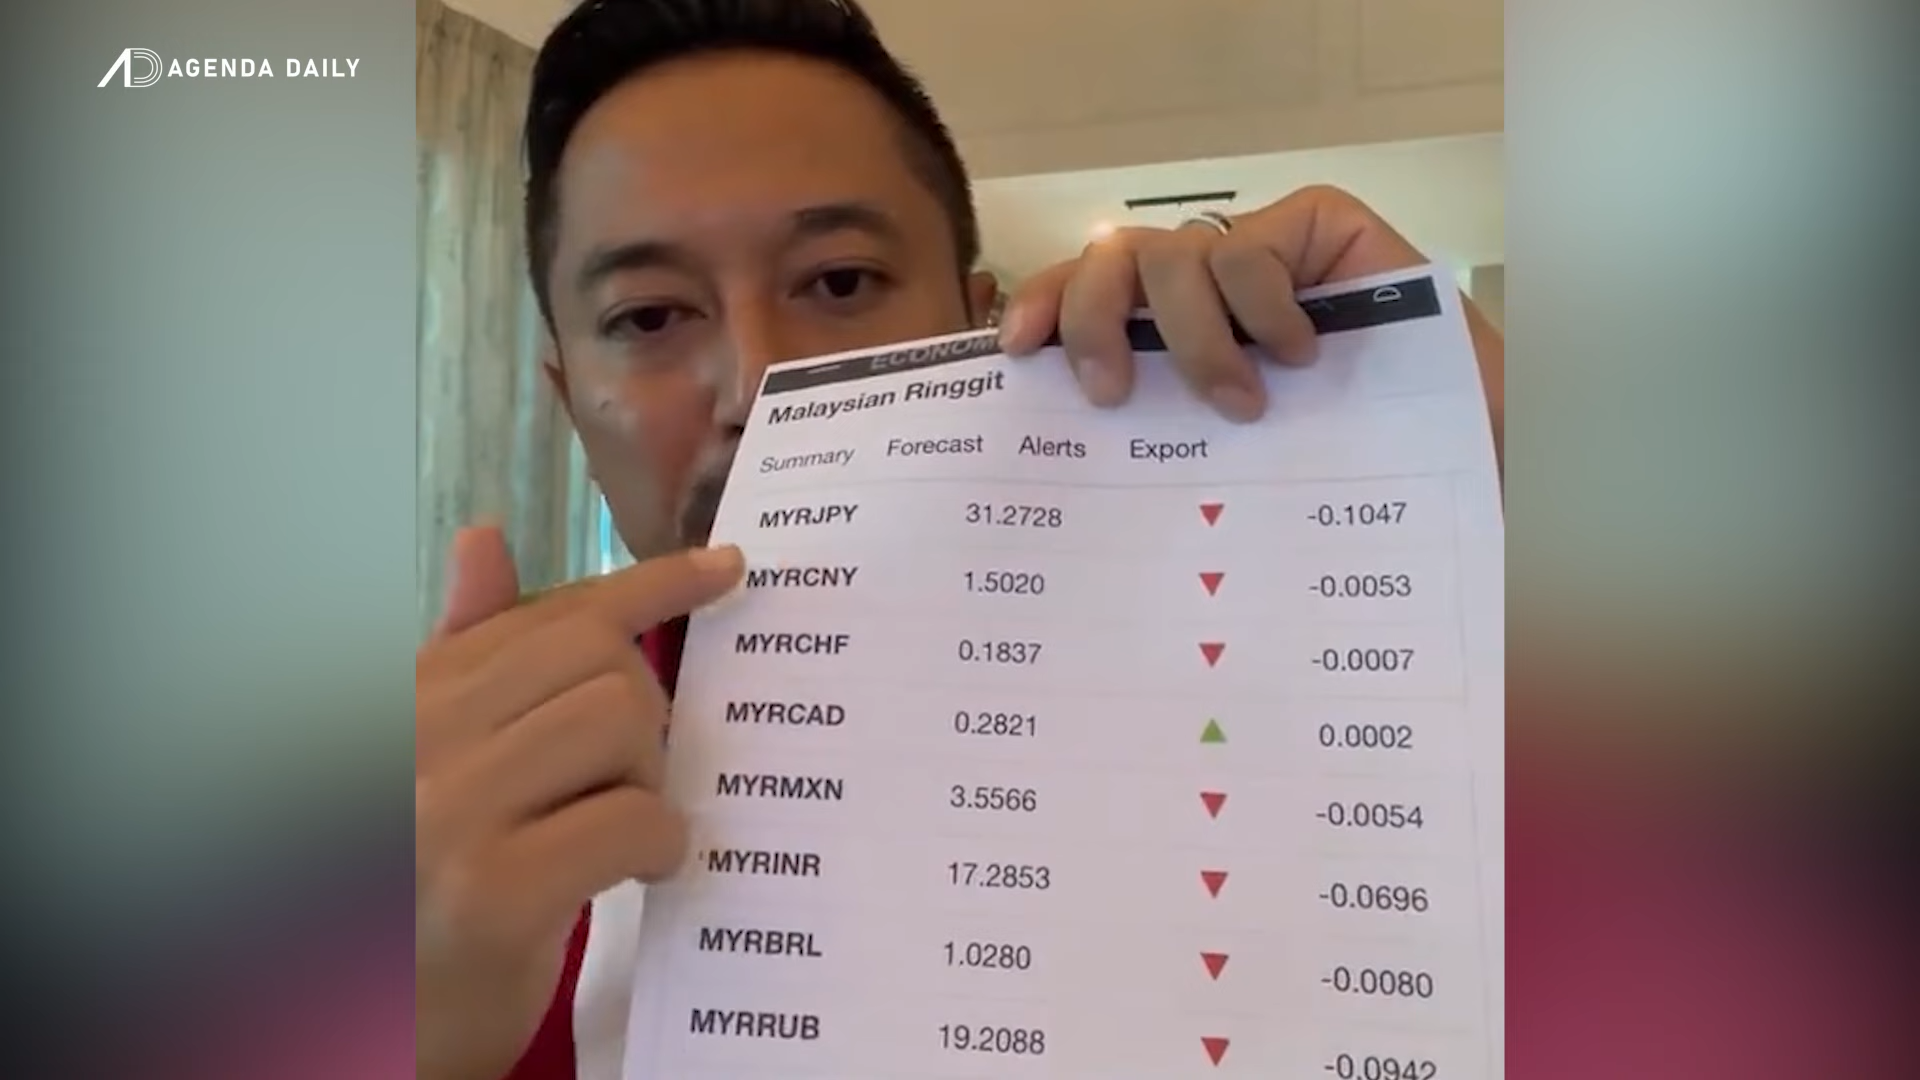 AD AGENDA DAILY
ECONOM
Malaysian Ringgit
Summary Forecast Alerts Export
MYRJPY 31.2728 ▼ -0.1047
MYRCNY 1.5020 ▼ -0.0053
MYRCHF 0.1837 ▼ -0.0007
MYRCAD 0.2821 ▲ 0.0002
MYRMXN 3.5566 ▼ -0.0054
MYRINR 17.2853 ▼ -0.0696
MYRBRL 1.0280 ▼ -0.0080
MYRRUB 19.2088 ▼ -0.0942